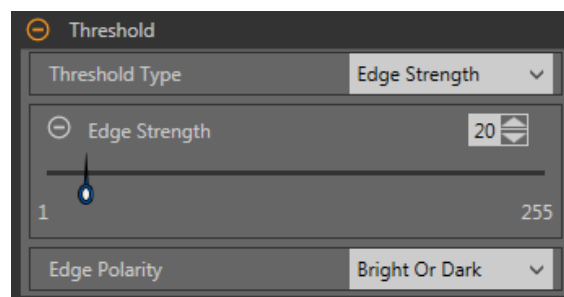 Threshold
Threshold Type Edge Strength
Edge Strength 20
1 255
Edge Polarity Bright Or Dark